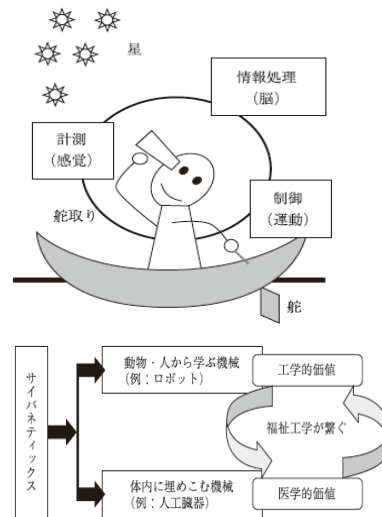 星
情報処理
（脳）
計測
（感覚）
舵取り
制御
（運動）
舵
サイバネティックス
動物・人から学ぶ機械
（例：ロボット）
工学的価値
福祉工学が繋ぐ
体内に埋めこむ機械
（例：人工臓器）
医学的価値